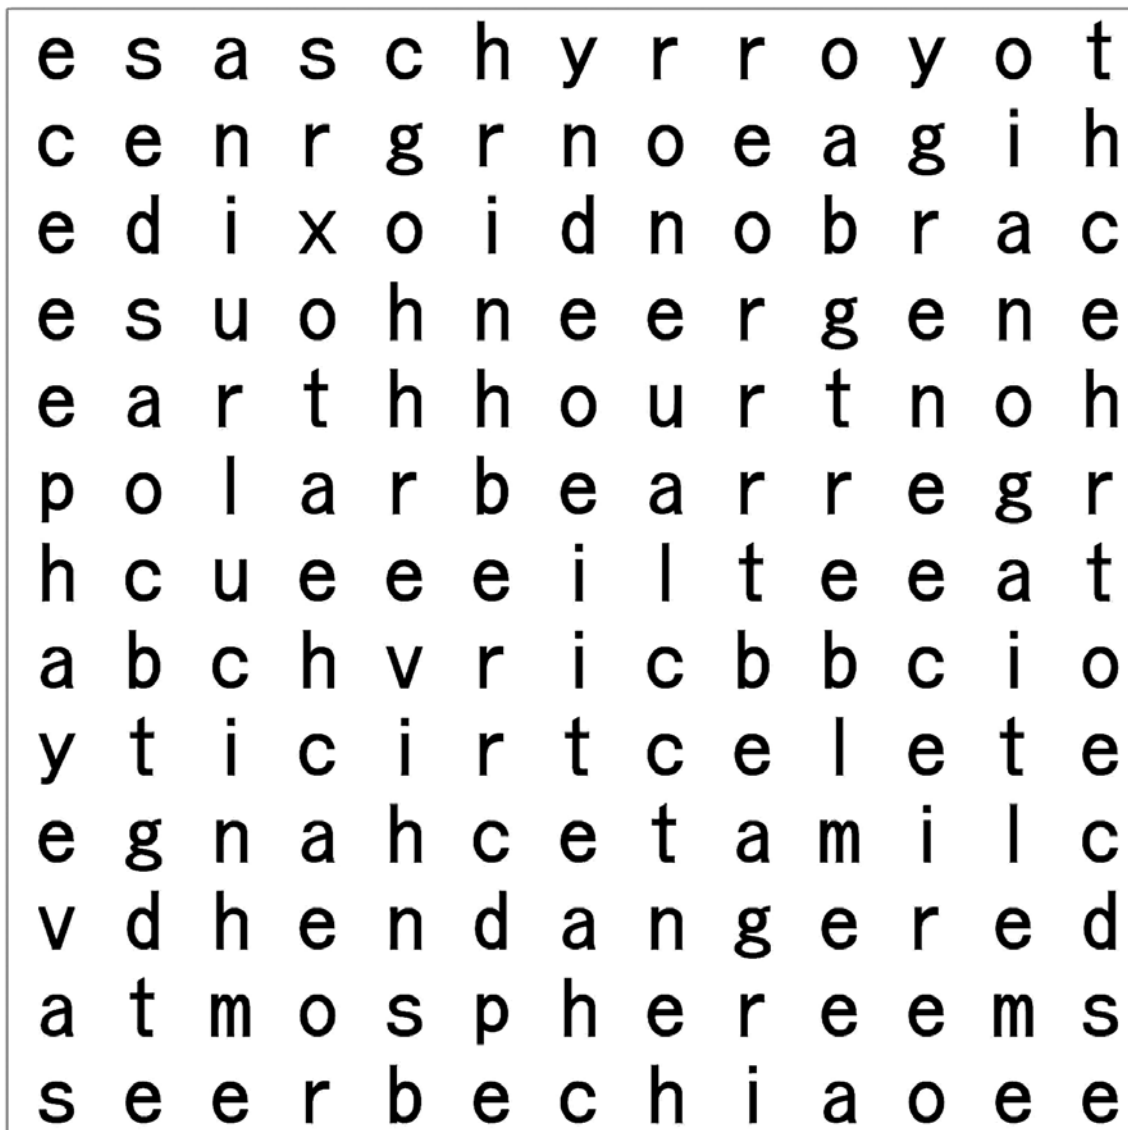 e s a s c h y r r o y o t
c e n r g r n o e a g i h
e d i x o i d n o b r a c
e s u o h n e e r g e n e
e a r t h h o u r t n o h
p o l a r b e a r r e g r
h c u e e e i l t e e a t
a b c h v r i c b b c i o
y t i c i r t c e l e t e
e g n a h c e t a m i l c
v d h e n d a n g e r e d
a t m o s p h e r e e m s
s e e r b e c h i a o e e